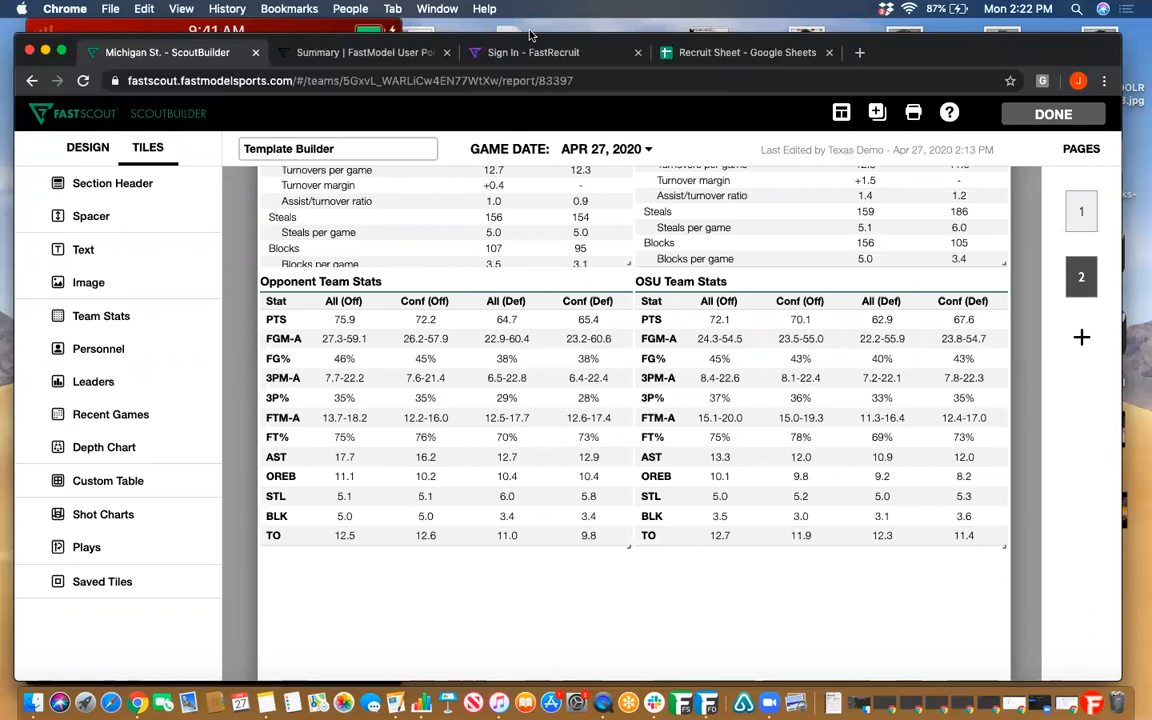 Chrome File Edit View History Bookmarks People Tab Window Help 87% Mon 2:22 PM
9:41 AM
Michigan St. - ScoutBuilder Summary | FastModel User Po Sign In - FastRecruit Recruit Sheet - Google Sheets
fastscout.fastmodelsports.com/#/teams/5GxvL_WARLiCw4EN77WtXw/report/83397 G J
FASTSCOUT SCOUTBUILDER DONE
DESIGN TILES Template Builder GAME DATE: APR 27, 2020 Last Edited by Texas Demo - Apr 27, 2020 2:13 PM PAGES
Section Header
Spacer
Text
Image
Team Stats
Personnel
Leaders
Recent Games
Depth Chart
Custom Table
Shot Charts
Plays
Saved Tiles
Turnovers per game 12.7 12.3
Turnover margin +0.4 -
Assist/turnover ratio 1.0 0.9
Steals 156 154
Steals per game 5.0 5.0
Blocks 107 95
Blocks per game 3.5 3.1
Turnover margin +1.5 -
Assist/turnover ratio 1.4 1.2
Steals 159 186
Steals per game 5.1 6.0
Blocks 156 105
Blocks per game 5.0 3.4
Opponent Team Stats
Stat All (Off) Conf (Off) All (Def) Conf (Def)
PTS 75.9 72.2 64.7 65.4
FGM-A 27.3-59.1 26.2-57.9 22.9-60.4 23.2-60.6
FG% 46% 45% 38% 38%
3PM-A 7.7-22.2 7.6-21.4 6.5-22.8 6.4-22.4
3P% 35% 35% 29% 28%
FTM-A 13.7-18.2 12.2-16.0 12.5-17.7 12.6-17.4
FT% 75% 76% 70% 73%
AST 17.7 16.2 12.7 12.9
OREB 11.1 10.2 10.4 10.4
STL 5.1 5.1 6.0 5.8
BLK 5.0 5.0 3.4 3.4
TO 12.5 12.6 11.0 9.8
OSU Team Stats
Stat All (Off) Conf (Off) All (Def) Conf (Def)
PTS 72.1 70.1 62.9 67.6
FGM-A 24.3-54.5 23.5-55.0 22.2-55.9 23.8-54.7
FG% 45% 43% 40% 43%
3PM-A 8.4-22.6 8.1-22.4 7.2-22.1 7.8-22.3
3P% 37% 36% 33% 35%
FTM-A 15.1-20.0 15.0-19.3 11.3-16.4 12.4-17.0
FT% 75% 78% 69% 73%
AST 13.3 12.0 10.9 12.0
OREB 10.1 9.8 9.2 8.2
STL 5.0 5.2 5.0 5.3
BLK 3.5 3.0 3.1 3.6
TO 12.7 11.9 12.3 11.4
1
2